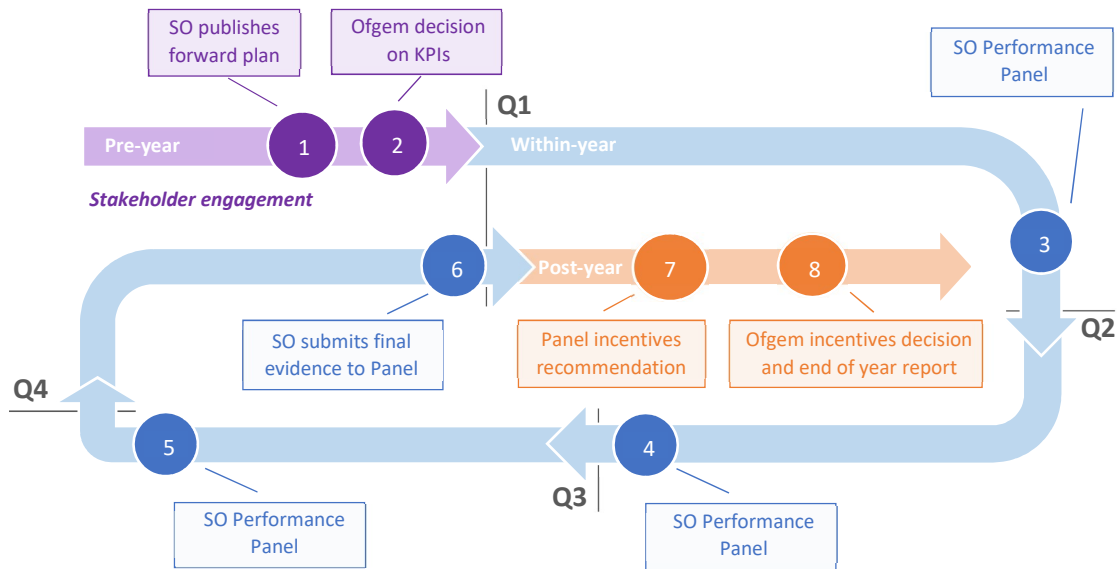 SO publishes
forward plan
Ofgem decision
on KPIs
SO Performance
Panel
Q1
Pre-year
1
2
Within-year
Stakeholder engagement
3
6
Post-year
7
8
Q2
SO submits final
evidence to Panel
Panel incentives
recommendation
Ofgem incentives decision
and end of year report
Q4
5
4
Q3
SO Performance
Panel
SO Performance
Panel